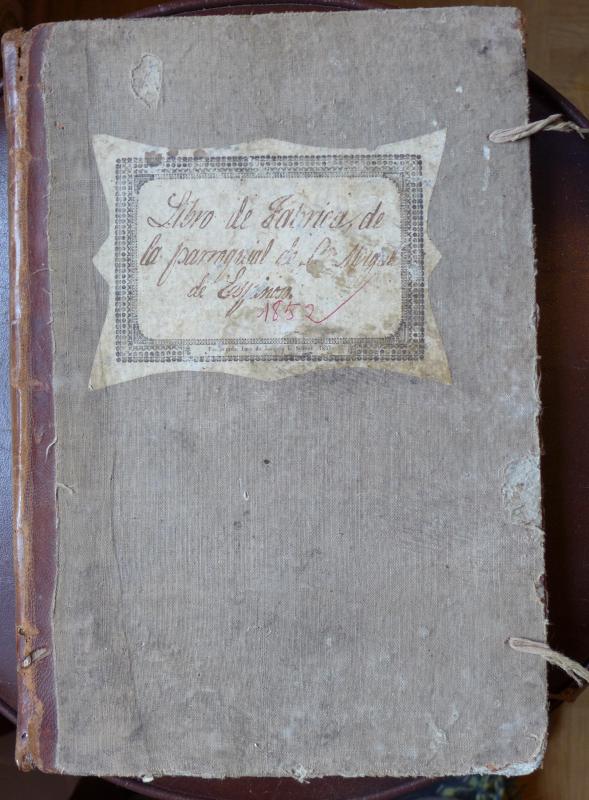 Libro de Fabrica, de
la parroquial de Sn Miguel
de Espinosa
1852